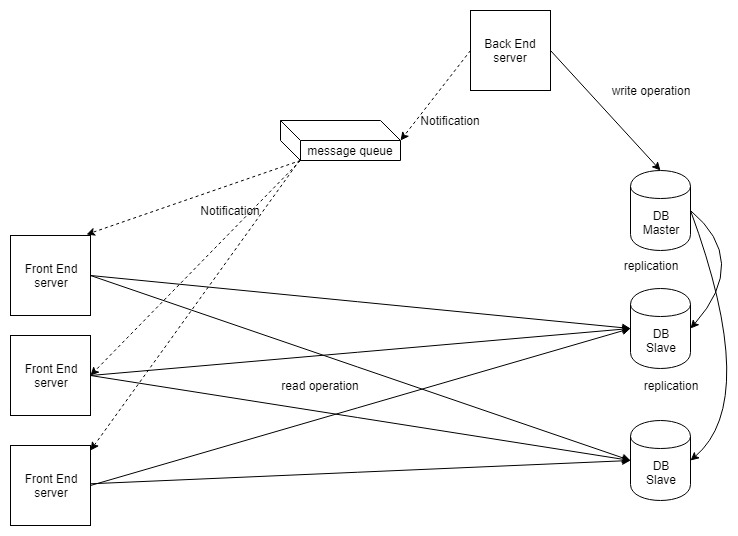 Back End
server
write operation
Notification
message queue
DB
Master
Notification
Front End
server
replication
DB
Slave
Front End
server
read operation
replication
DB
Slave
Front End
server